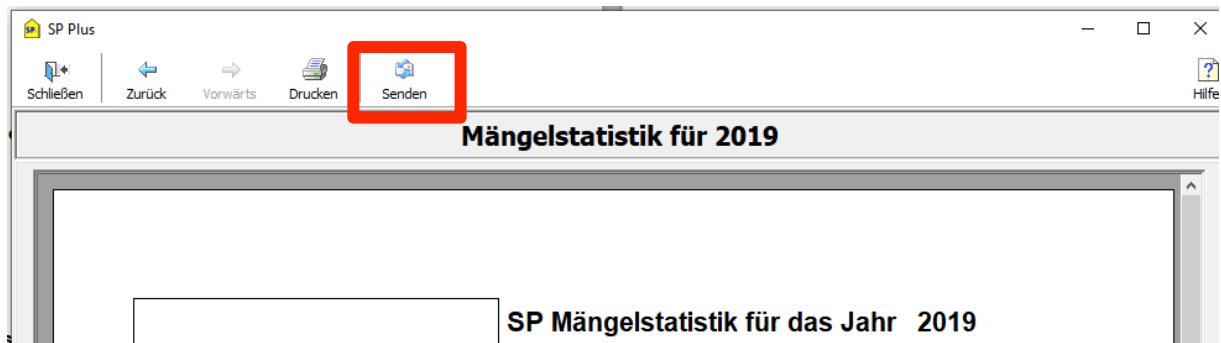 SP Plus
Schließen Zurück Vorwärts Drucken Senden Hilfe
Mängelstatistik für 2019
SP Mängelstatistik für das Jahr 2019